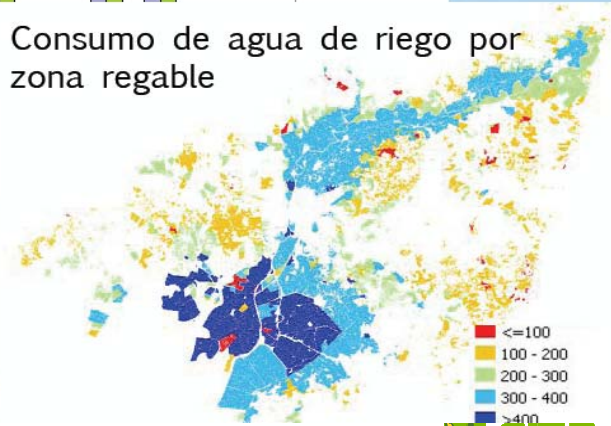 Consumo de agua de riego por
zona regable
<=100
100 - 200
200 - 300
300 - 400
>400